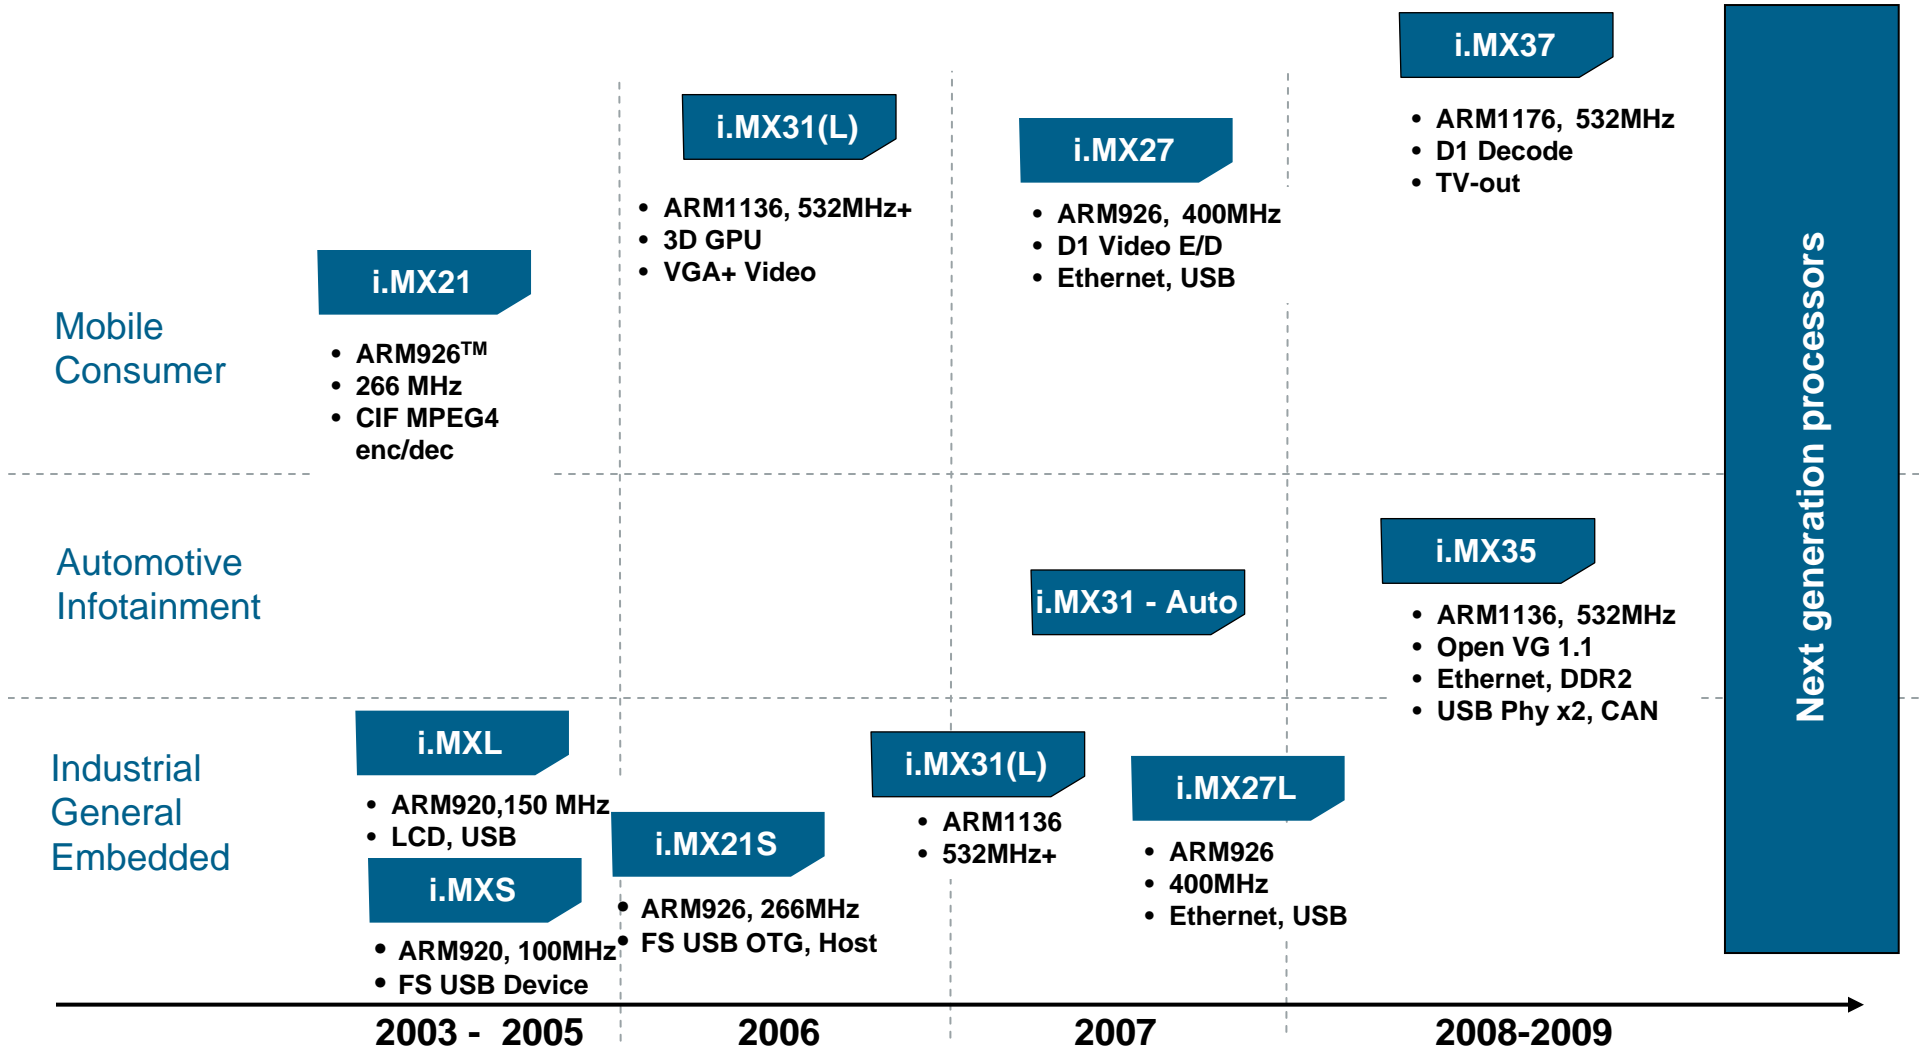 i.MX37
• ARM1176, 532MHz
• D1 Decode
• TV-out
i.MX31(L)
• ARM1136, 532MHz+
• 3D GPU
• VGA+ Video
i.MX27
• ARM926, 400MHz
• D1 Video E/D
• Ethernet, USB
Mobile
Consumer
i.MX21
• ARM926™
• 266 MHz
• CIF MPEG4
enc/dec
Automotive
Infotainment
i.MX31 - Auto
i.MX35
• ARM1136, 532MHz
• Open VG 1.1
• Ethernet, DDR2
• USB Phy x2, CAN
Industrial
General
Embedded
i.MXL
• ARM920,150 MHz
• LCD, USB
i.MXS
• ARM920, 100MHz
• FS USB Device
i.MX21S
• ARM926, 266MHz
• FS USB OTG, Host
i.MX31(L)
• ARM1136
• 532MHz+
i.MX27L
• ARM926
• 400MHz
• Ethernet, USB
Next generation processors
2003 - 2005
2006
2007
2008-2009